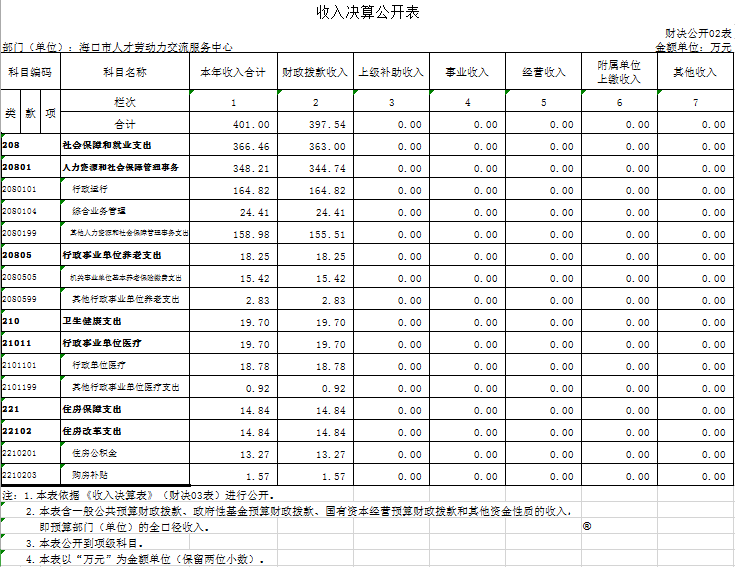 收入决算公开表
财决公开02表
部门（单位）：海口市人才劳动力交流服务中心 金额单位：万元
科目编码 科目名称 本年收入合计 财政拨款收入 上级补助收入 事业收入 经营收入 附属单位上缴收入 其他收入
类 款 项 栏次 1 2 3 4 5 6 7
合计 401.00 397.54 0.00 0.00 0.00 0.00 0.00
208 社会保障和就业支出 366.46 363.00 0.00 0.00 0.00 0.00 0.00
20801 人力资源和社会保障管理事务 348.21 344.74 0.00 0.00 0.00 0.00 0.00
2080101 行政运行 164.82 164.82 0.00 0.00 0.00 0.00 0.00
2080104 综合业务管理 24.41 24.41 0.00 0.00 0.00 0.00 0.00
2080199 其他人力资源和社会保障管理事务支出 158.98 155.51 0.00 0.00 0.00 0.00 0.00
20805 行政事业单位养老支出 18.25 18.25 0.00 0.00 0.00 0.00 0.00
2080505 机关事业单位基本养老保险缴费支出 15.42 15.42 0.00 0.00 0.00 0.00 0.00
2080599 其他行政事业单位养老支出 2.83 2.83 0.00 0.00 0.00 0.00 0.00
210 卫生健康支出 19.70 19.70 0.00 0.00 0.00 0.00 0.00
21011 行政事业单位医疗 19.70 19.70 0.00 0.00 0.00 0.00 0.00
2101101 行政单位医疗 18.78 18.78 0.00 0.00 0.00 0.00 0.00
2101199 其他行政事业单位医疗支出 0.92 0.92 0.00 0.00 0.00 0.00 0.00
221 住房保障支出 14.84 14.84 0.00 0.00 0.00 0.00 0.00
22102 住房改革支出 14.84 14.84 0.00 0.00 0.00 0.00 0.00
2210201 住房公积金 13.27 13.27 0.00 0.00 0.00 0.00 0.00
2210203 购房补贴 1.57 1.57 0.00 0.00 0.00 0.00 0.00
注：1.本表依据《收入决算表》（财决03表）进行公开。
2.本表含一般公共预算财政拨款、政府性基金预算财政拨款、国有资本经营预算财政拨款和其他资金性质的收入，
即预算部门（单位）的全口径收入。 ®
3.本表公开到项级科目。
4.本表以“万元”为金额单位（保留两位小数）。